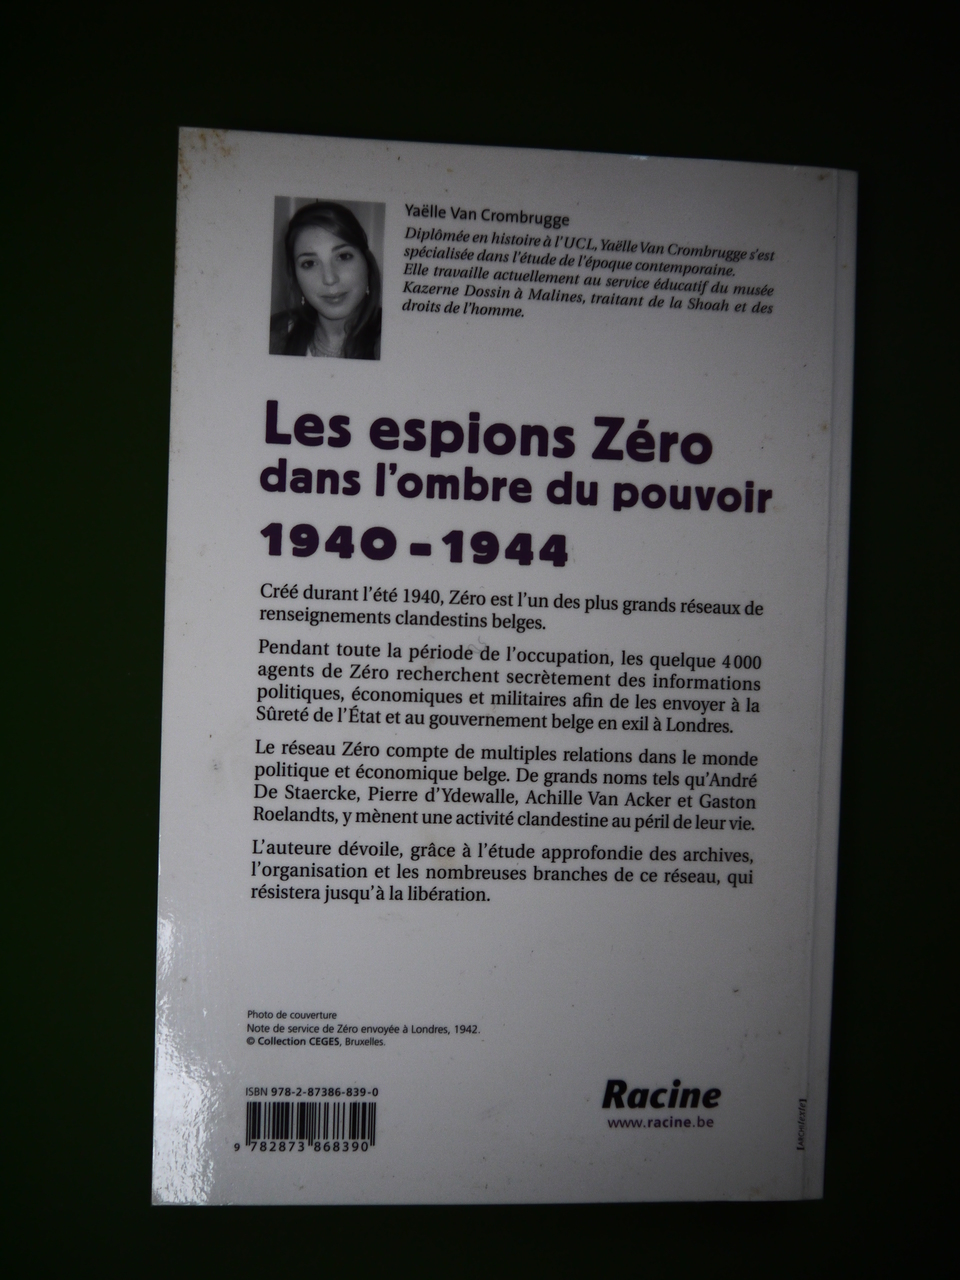 Yaëlle Van Crombrugge
Diplômée en histoire à l'UCL, Yaëlle Van Crombrugge s'est
spécialisée dans l'étude de l'époque contemporaine.
Elle travaille actuellement au service éducatif du musée
Kazerne Dossin à Malines, traitant de la Shoah et des
droits de l'homme.
Les espions Zéro
dans l'ombre du pouvoir
1940 - 1944
Créé durant l'été 1940, Zéro est l'un des plus grands réseaux de
renseignements clandestins belges.
Pendant toute la période de l'occupation, les quelque 4 000
agents de Zéro recherchent secrètement des informations
politiques, économiques et militaires afin de les envoyer à la
Sûreté de l'État et au gouvernement belge en exil à Londres.
Le réseau Zéro compte de multiples relations dans le monde
politique et économique belge. De grands noms tels qu'André
De Staercke, Pierre d'Ydewalle, Achille Van Acker et Gaston
Roelandts, y mènent une activité clandestine au péril de leur vie.
L'auteure dévoile, grâce à l'étude approfondie des archives,
l'organisation et les nombreuses branches de ce réseau, qui
résistera jusqu'à la libération.
Photo de couverture
Note de service de Zéro envoyée à Londres, 1942.
© Collection CEGES, Bruxelles.
ISBN 978-2-87386-839-0
9 782873 868390
Racine
www.racine.be